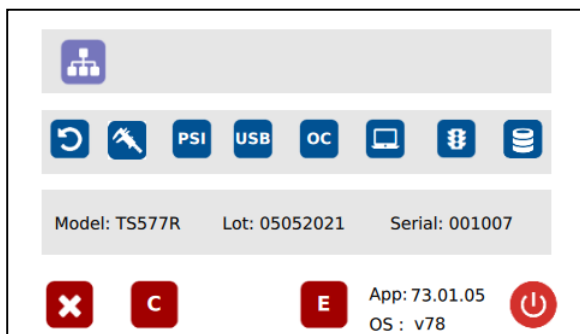 PSI USB OC
Model: TS577R Lot: 05052021 Serial: 001007
C E App: 73.01.05
OS : v78